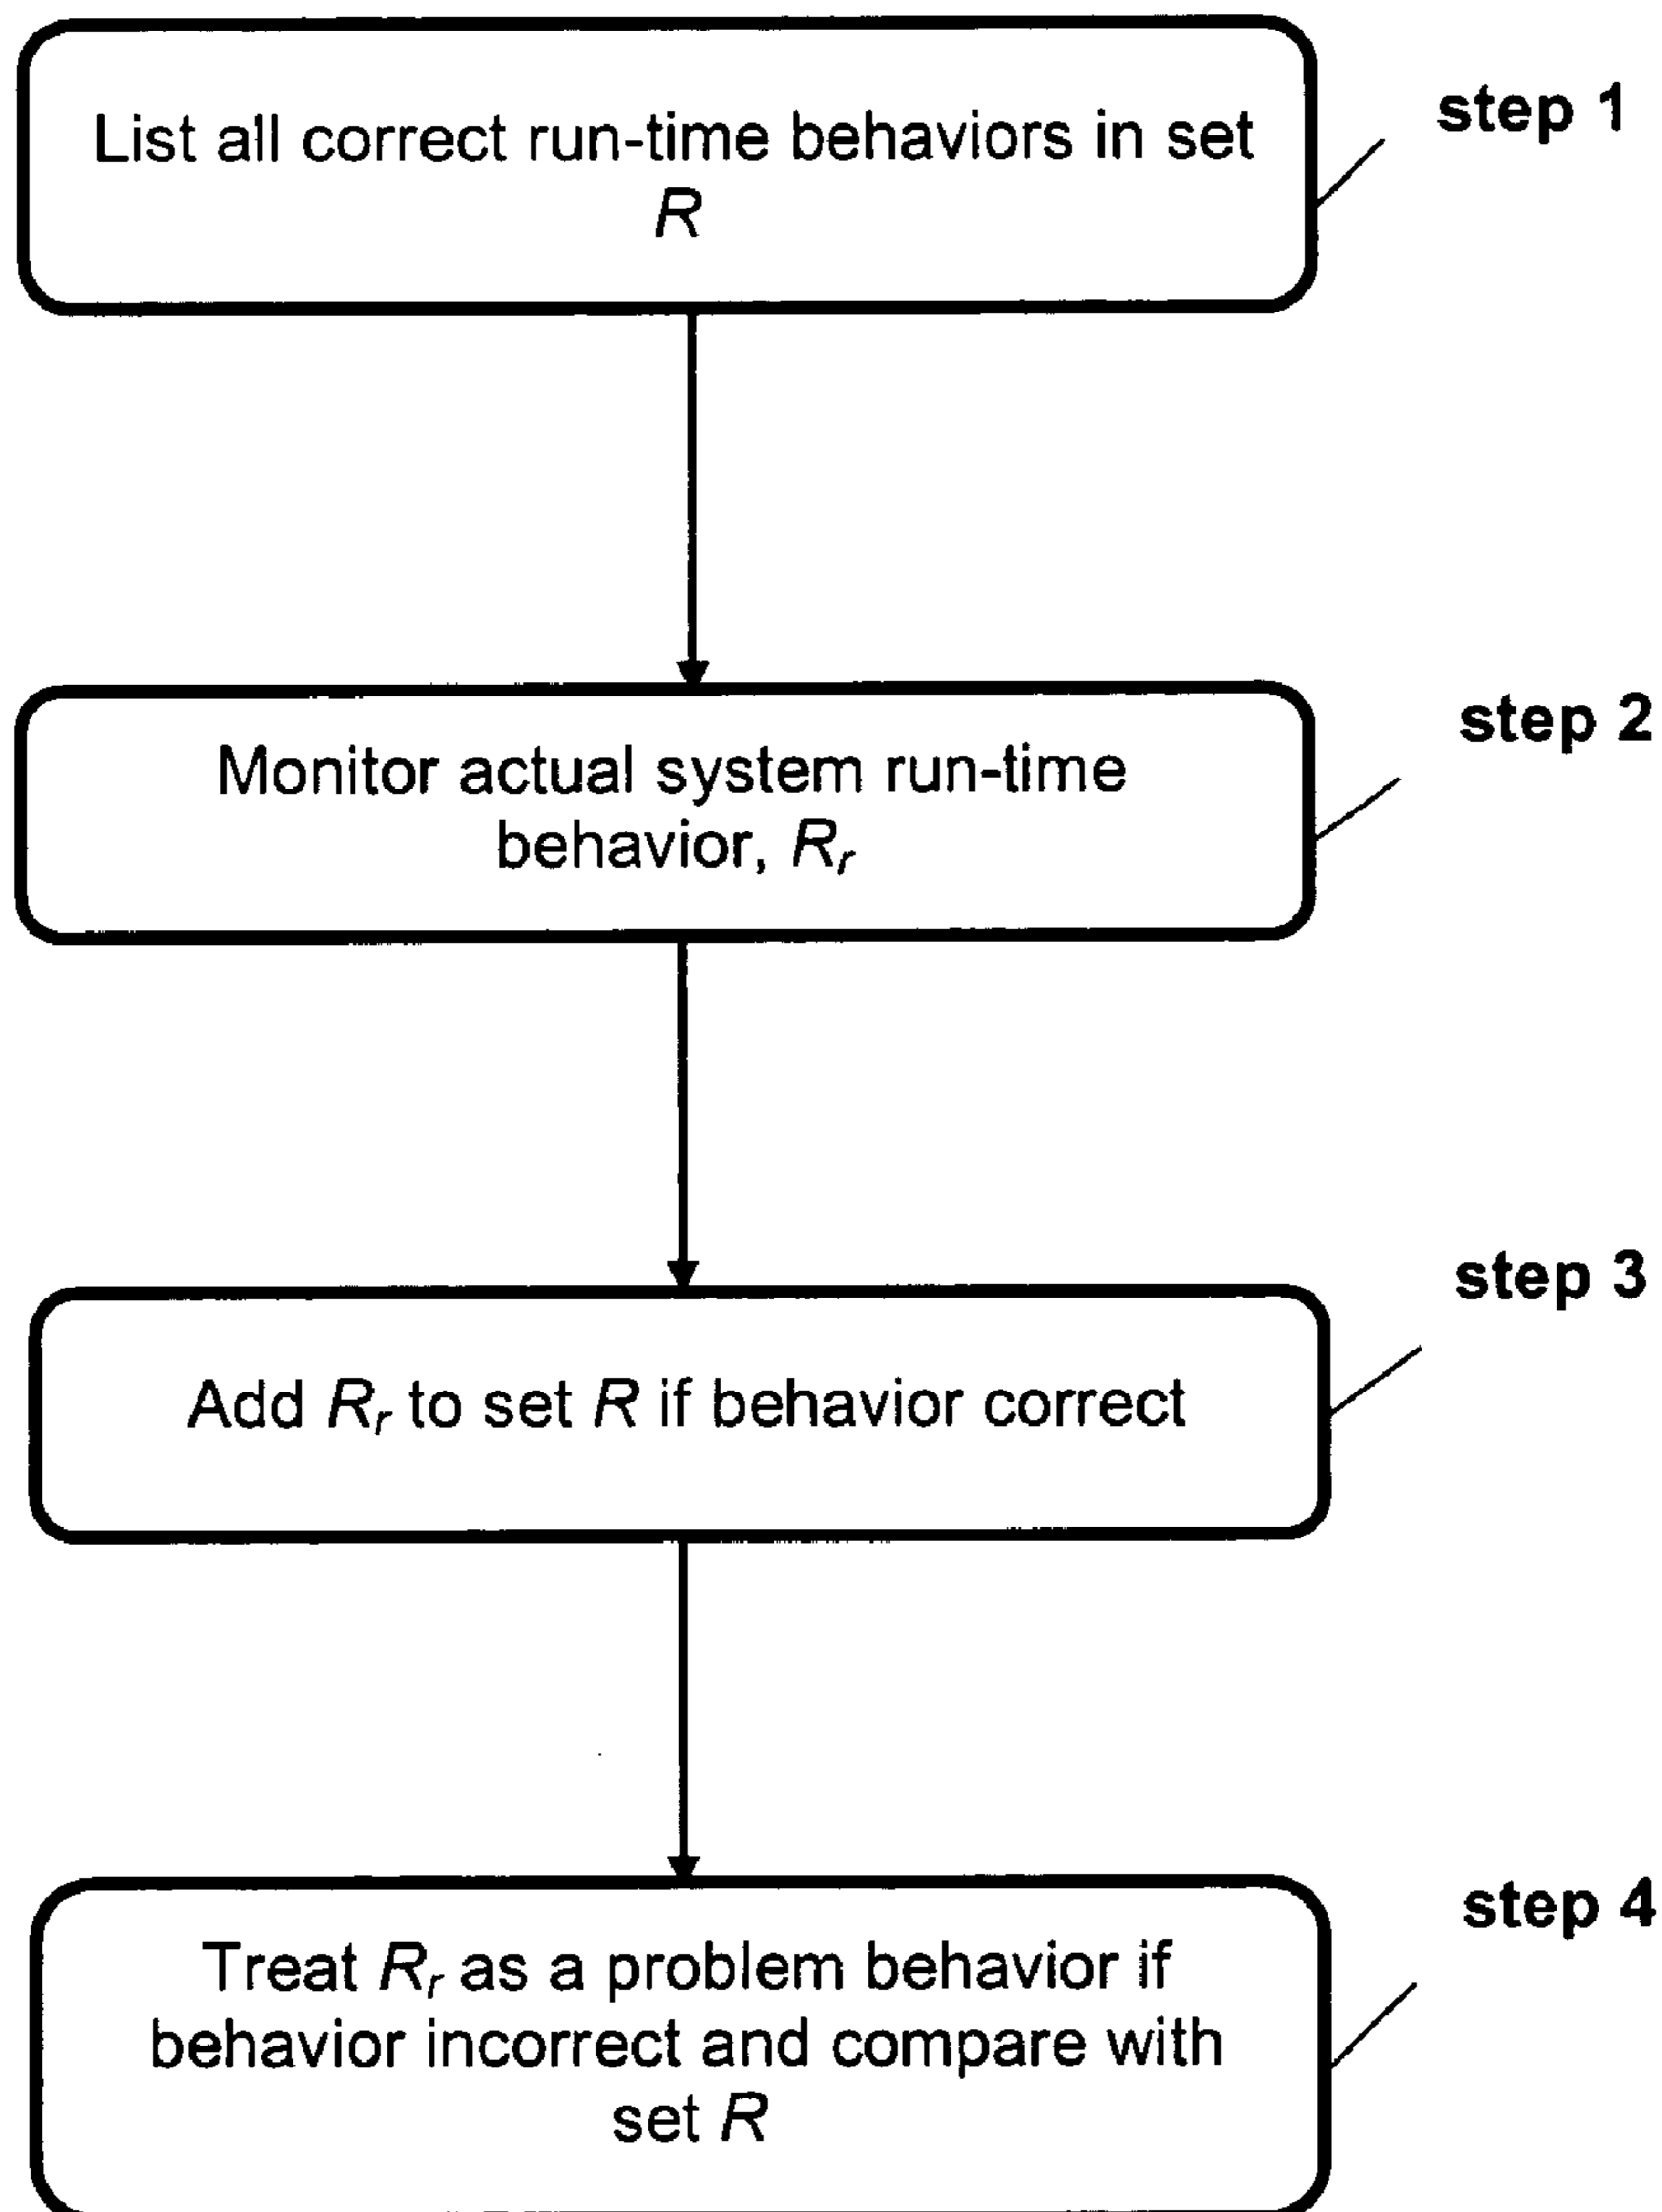 List all correct run-time behaviors in set
R
step 1
Monitor actual system run-time
behavior, Rr
step 2
Add Rr to set R if behavior correct
step 3
Treat Rr as a problem behavior if
behavior incorrect and compare with
set R
step 4